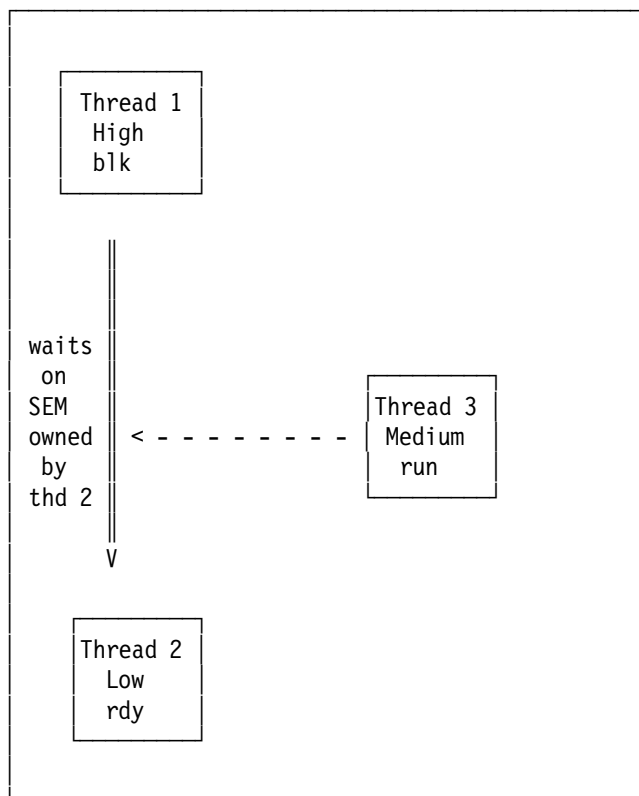 Thread 1
High
blk
waits
on
SEM
owned
by
thd 2
Thread 3
Medium
run
V
Thread 2
Low
rdy